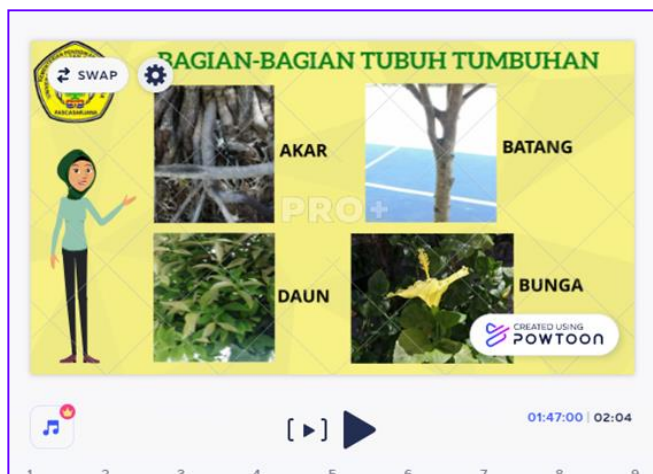 BAGIAN-BAGIAN TUBUH TUMBUHAN
SWAP
PASCASARJANA
AKAR
BATANG
PRO+
DAUN
BUNGA
CREATED USING
POWTOON
01:47:00 | 02:04
1 2 3 4 5 6 7 8 9